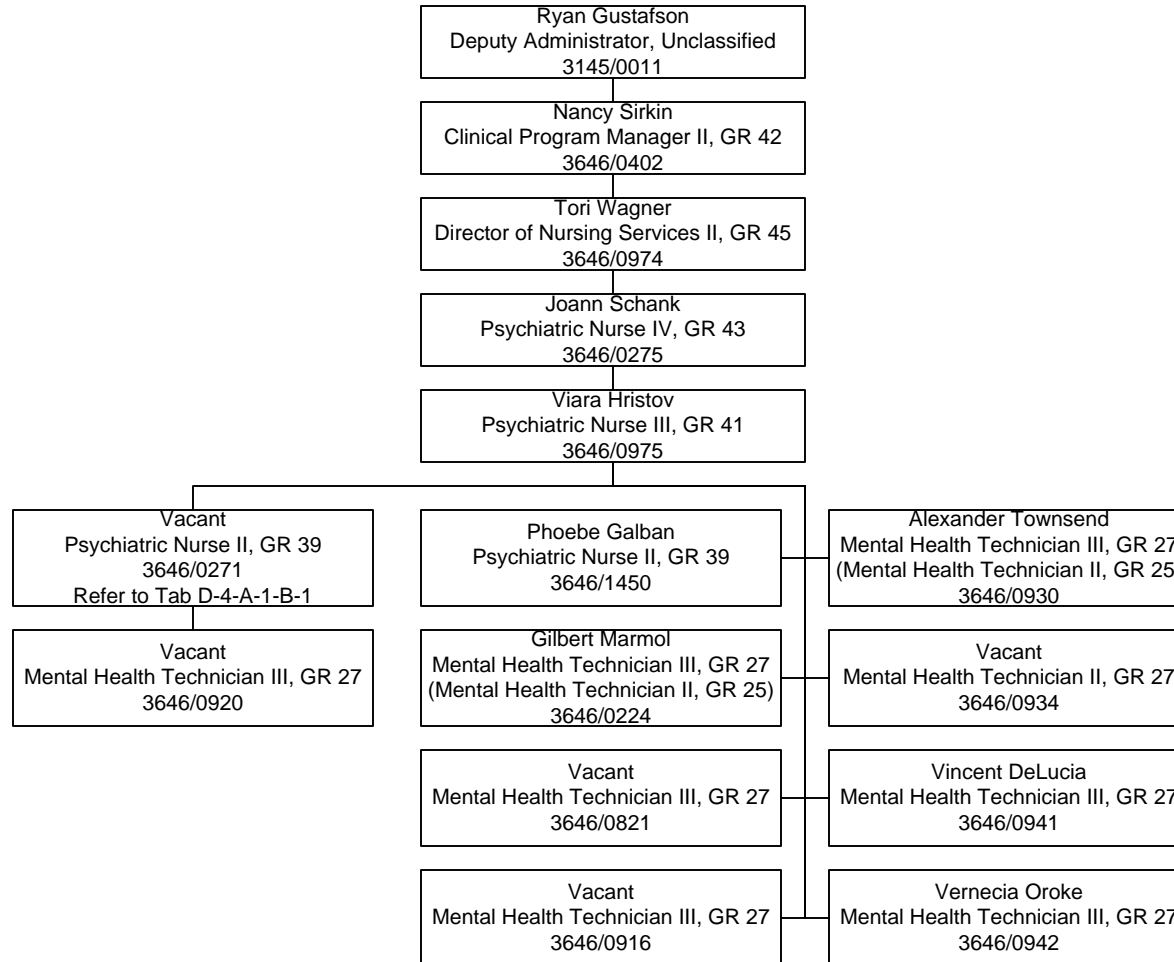 Ryan Gustafson
Deputy Administrator, Unclassified
3145/0011
Nancy Sirkin
Clinical Program Manager II, GR 42
3646/0402
Tori Wagner
Director of Nursing Services II, GR 45
3646/0974
Joann Schank
Psychiatric Nurse IV, GR 43
3646/0275
Viara Hristov
Psychiatric Nurse III, GR 41
3646/0975
Vacant
Psychiatric Nurse II, GR 39
3646/0271
Refer to Tab D-4-A-1-B-1
Phoebe Galban
Psychiatric Nurse II, GR 39
3646/1450
Alexander Townsend
Mental Health Technician III, GR 27
(Mental Health Technician II, GR 25
3646/0930
Vacant
Mental Health Technician III, GR 27
3646/0920
Gilbert Marmol
Mental Health Technician III, GR 27
(Mental Health Technician II, GR 25)
3646/0224
Vacant
Mental Health Technician II, GR 27
3646/0934
Vacant
Mental Health Technician III, GR 27
3646/0821
Vincent DeLucia
Mental Health Technician III, GR 27
3646/0941
Vacant
Mental Health Technician III, GR 27
3646/0916
Vernecia Oroke
Mental Health Technician III, GR 27
3646/0942